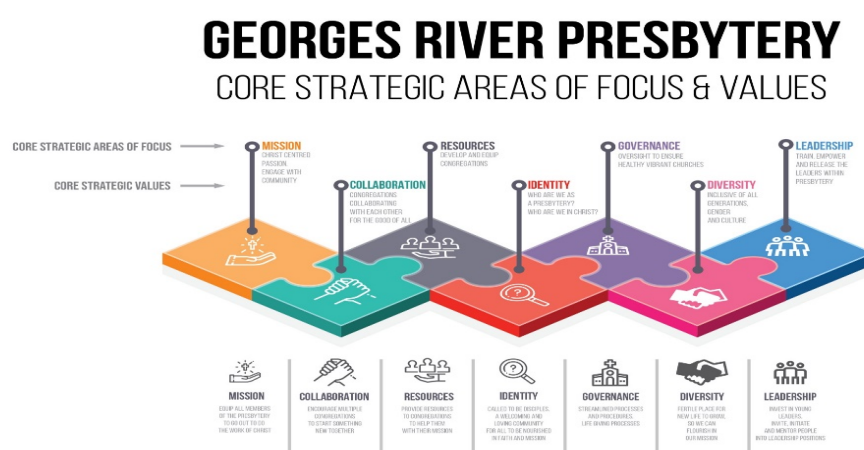 GEORGES RIVER PRESBYTERY
CORE STRATEGIC AREAS OF FOCUS & VALUES
CORE STRATEGIC AREAS OF FOCUS
MISSION
CHRIST CENTRED
PASSION.
ENGAGE WITH
COMMUNITY
RESOURCES
DEVELOP AND EQUIP
CONGREGATIONS
GOVERNANCE
OVERSIGHT TO ENSURE
HEALTHY VIBRANT CHURCHES
LEADERSHIP
TRAIN, EMPOWER
AND RELEASE THE
LEADERS WITHIN
PRESBYTERY
CORE STRATEGIC VALUES
COLLABORATION
CONGREGATIONS
COLLABORATING
WITH EACH OTHER
FOR THE GOOD OF ALL
IDENTITY
WHO ARE WE AS
A PRESBYTERY?
WHO ARE WE IN CHRIST?
DIVERSITY
INCLUSIVE OF ALL
GENERATIONS,
GENDER
AND CULTURE
MISSION
EQUIP ALL MEMBERS
OF THE PRESBYTERY
TO GO OUT TO DO
THE WORK OF CHRIST
COLLABORATION
ENCOURAGE MULTIPLE
CONGREGATIONS
TO START SOMETHING
NEW TOGETHER
RESOURCES
PROVIDE RESOURCES
TO CONGREGATIONS
TO HELP THEM
WITH THEIR MISSION
IDENTITY
CALLED TO BE DISCIPLES,
A WELCOMING AND
LOVING COMMUNITY
FOR ALL TO BE NOURISHED
IN FAITH AND MISSION
GOVERNANCE
STREAMLINED PROCESSES
AND PROCEDURES.
LIFE GIVING PROCESSES
DIVERSITY
FERTILE PLACE FOR
NEW LIFE TO GROW,
SO WE CAN
FLOURISH IN
OUR MISSION
LEADERSHIP
INVEST IN YOUNG
LEADERS.
INVITE, INITIATE
AND MENTOR PEOPLE
INTO LEADERSHIP POSITIONS